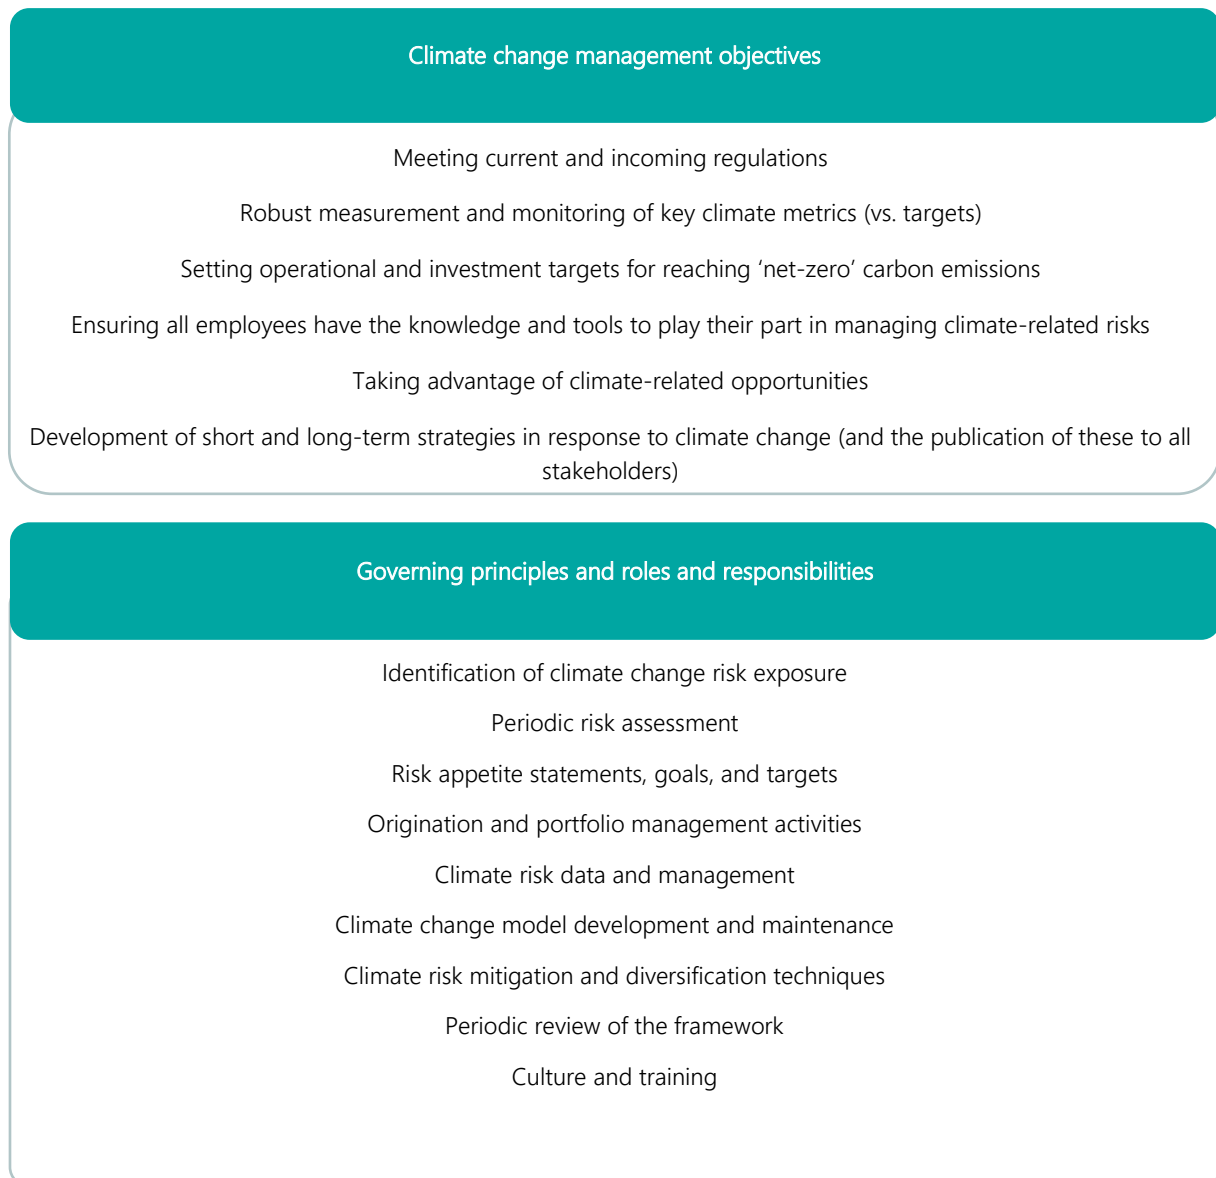 Climate change management objectives
Meeting current and incoming regulations
Robust measurement and monitoring of key climate metrics (vs. targets)
Setting operational and investment targets for reaching ‘net-zero’ carbon emissions
Ensuring all employees have the knowledge and tools to play their part in managing climate-related risks
Taking advantage of climate-related opportunities
Development of short and long-term strategies in response to climate change (and the publication of these to all
stakeholders)
Governing principles and roles and responsibilities
Identification of climate change risk exposure
Periodic risk assessment
Risk appetite statements, goals, and targets
Origination and portfolio management activities
Climate risk data and management
Climate change model development and maintenance
Climate risk mitigation and diversification techniques
Periodic review of the framework
Culture and training